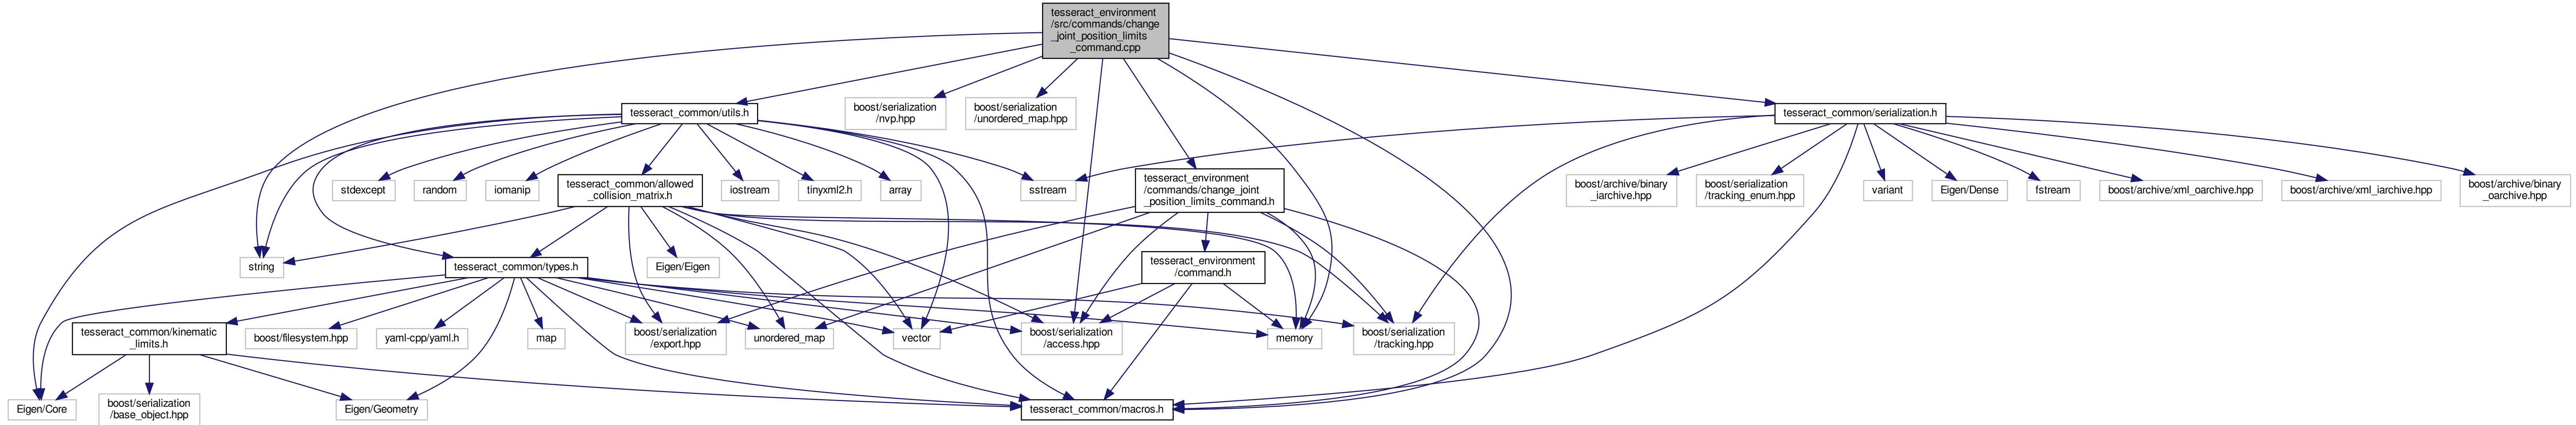 tesseract_environment
/src/commands/change
_joint_position_limits
_command.cpp
tesseract_common/utils.h
boost/serialization
/nvp.hpp
boost/serialization
/unordered_map.hpp
tesseract_common/serialization.h
stdexcept
random
iomanip
tesseract_common/allowed
_collision_matrix.h
iostream
tinyxml2.h
array
sstream
tesseract_environment
/commands/change_joint
_position_limits_command.h
boost/archive/binary
_iarchive.hpp
boost/serialization
/tracking_enum.hpp
variant
Eigen/Dense
fstream
boost/archive/xml_oarchive.hpp
boost/archive/xml_iarchive.hpp
boost/archive/binary
_oarchive.hpp
string
tesseract_common/types.h
Eigen/Eigen
tesseract_environment
/command.h
tesseract_common/kinematic
_limits.h
boost/filesystem.hpp
yaml-cpp/yaml.h
map
boost/serialization
/export.hpp
unordered_map
vector
boost/serialization
/access.hpp
memory
boost/serialization
/tracking.hpp
Eigen/Core
boost/serialization
/base_object.hpp
Eigen/Geometry
tesseract_common/macros.h